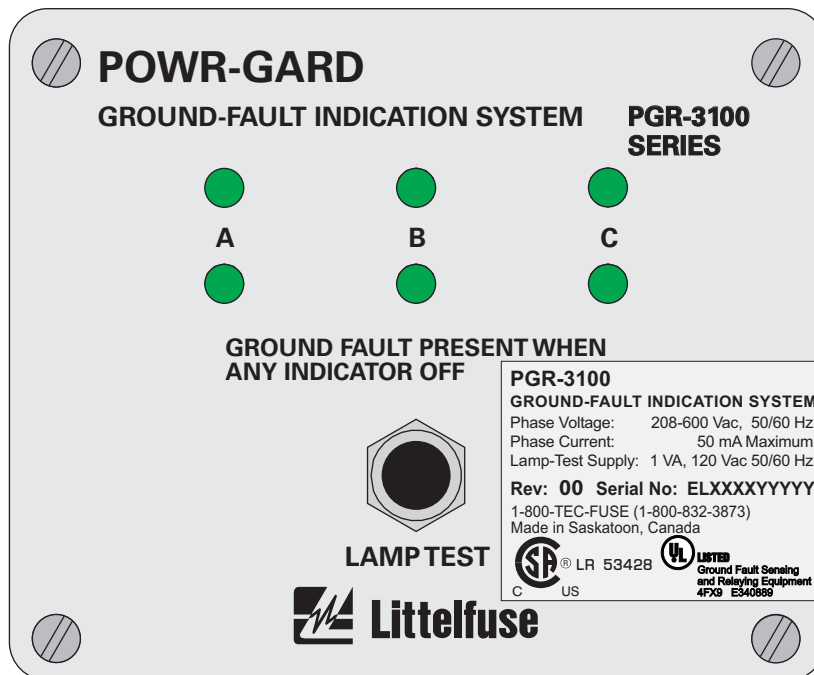 POWR-GARD
GROUND-FAULT INDICATION SYSTEM
PGR-3100
SERIES
A B C
GROUND FAULT PRESENT WHEN
ANY INDICATOR OFF
PGR-3100
GROUND-FAULT INDICATION SYSTEM
Phase Voltage: 208-600 Vac, 50/60 Hz
Phase Current: 50 mA Maximum
Lamp-Test Supply: 1 VA, 120 Vac 50/60 Hz
Rev: 00 Serial No: ELXXXXYYYYY
1-800-TEC-FUSE (1-800-832-3873)
Made in Saskatoon, Canada
SA ® LR 53428
C US
UL LISTED
Ground Fault Sensing
and Relaying Equipment
4FX9 E340889
LAMP TEST
Littelfuse